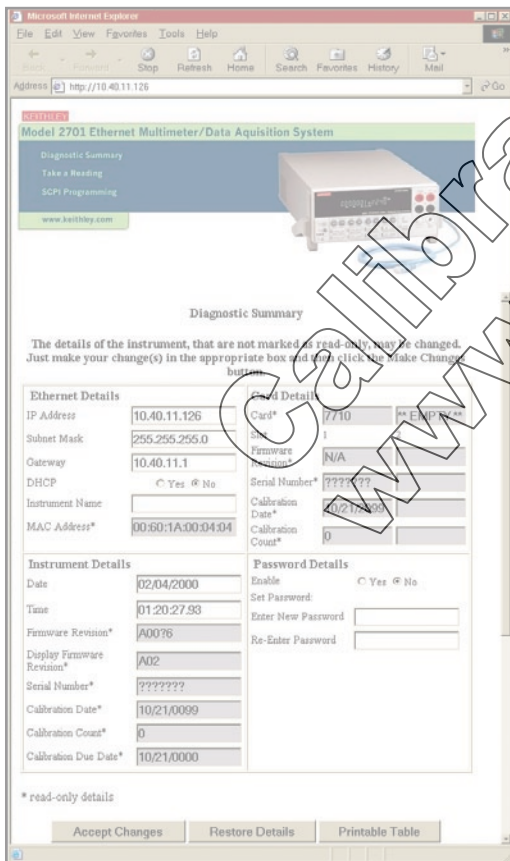 Microsoft Internet Explorer
File Edit View Favorites Tools Help
Back Forward Stop Refresh Home Search Favorites History Mail
Address http://10.40.11.126 Go
KEITHLEY
Model 2701 Ethernet Multimeter/Data Aquisition System
Diagnostic Summary
Take a Reading
SCPI Programming
www.keithley.com
Diagnostic Summary
The details of the instrument, that are not marked as read-only, may be changed.
Just make your change(s) in the appropriate box and then click the Make Changes
button.
Ethernet Details
IP Address 10.40.11.126
Subnet Mask 255.255.255.0
Gateway 10.40.11.1
DHCP Yes No
Instrument Name
MAC Address* 00:60:1A:00:04:04
Card Details
Card* 7710 ** EMPTY **
Slot 1 2
Firmware Revision* N/A
Serial Number* ???????
Calibration Date* 10/21/2099
Calibration Count* 0
Instrument Details
Date 02/04/2000
Time 01:20:27.93
Firmware Revision* A00?6
Display Firmware Revision* A02
Serial Number* ???????
Calibration Date* 10/21/0099
Calibration Count* 0
Calibration Due Date* 10/21/0000
Password Details
Enable Yes No
Set Password:
Enter New Password
Re-Enter Password
* read-only details
Accept Changes Restore Details Printable Table
Calibra
www